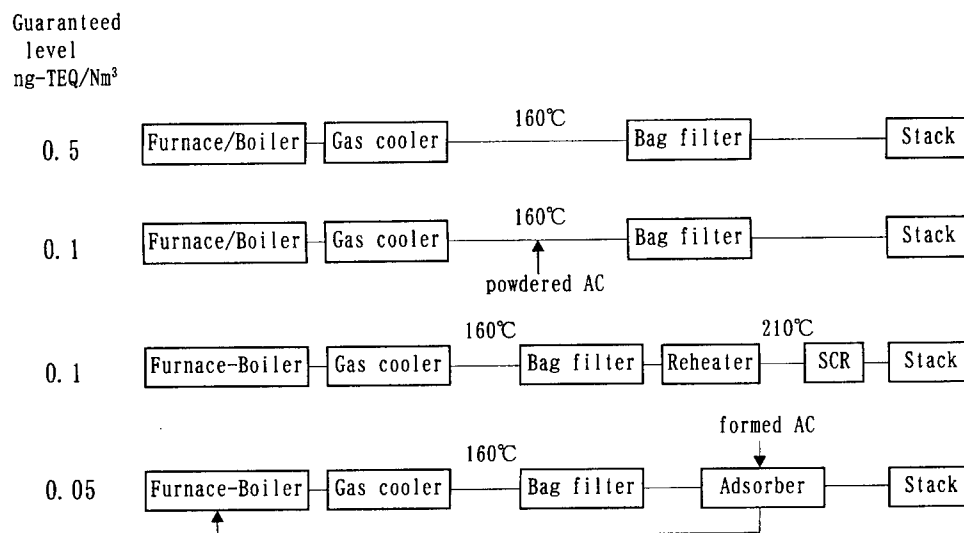 Guaranteed
level
ng-TEQ/Nm³
160℃
0.5 Furnace/Boiler Gas cooler Bag filter Stack
160℃
0.1 Furnace/Boiler Gas cooler Bag filter Stack
powdered AC
160℃ 210℃
0.1 Furnace-Boiler Gas cooler Bag filter Reheater SCR Stack
formed AC
160℃
0.05 Furnace-Boiler Gas cooler Bag filter Adsorber Stack